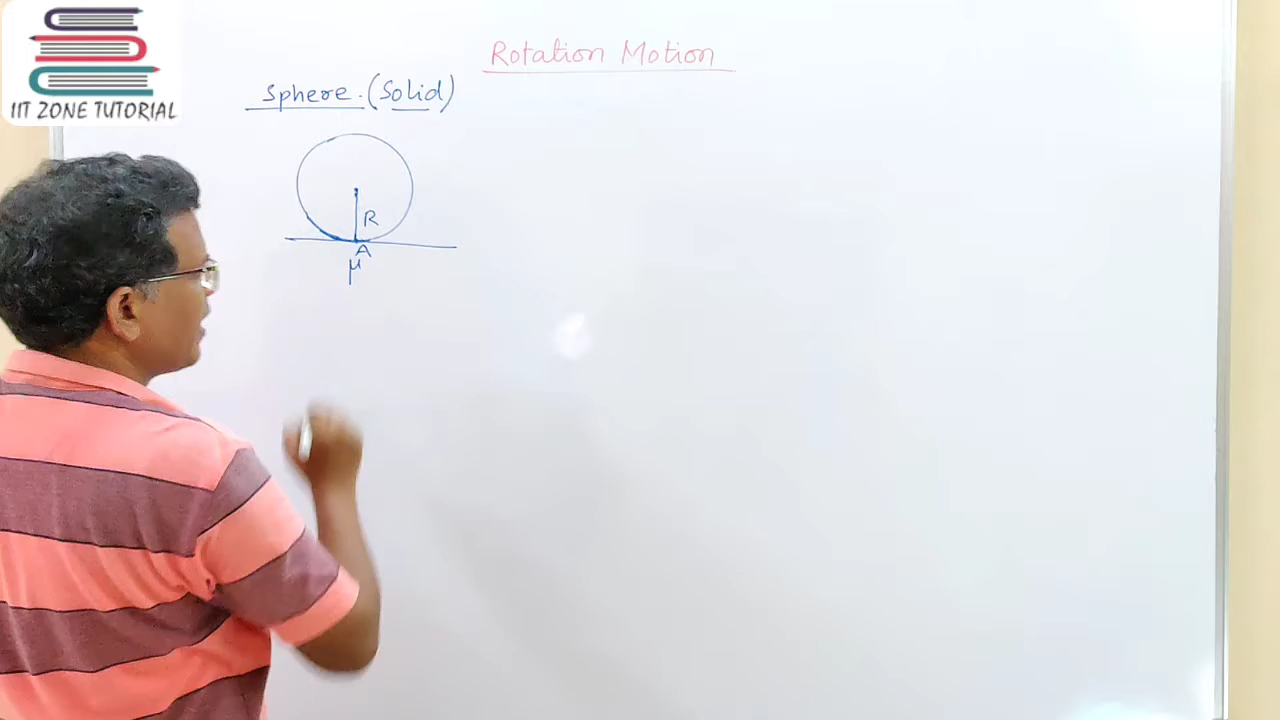 IIT ZONE TUTORIAL
Rotation Motion
Sphere. (Solid)
R
A
μ